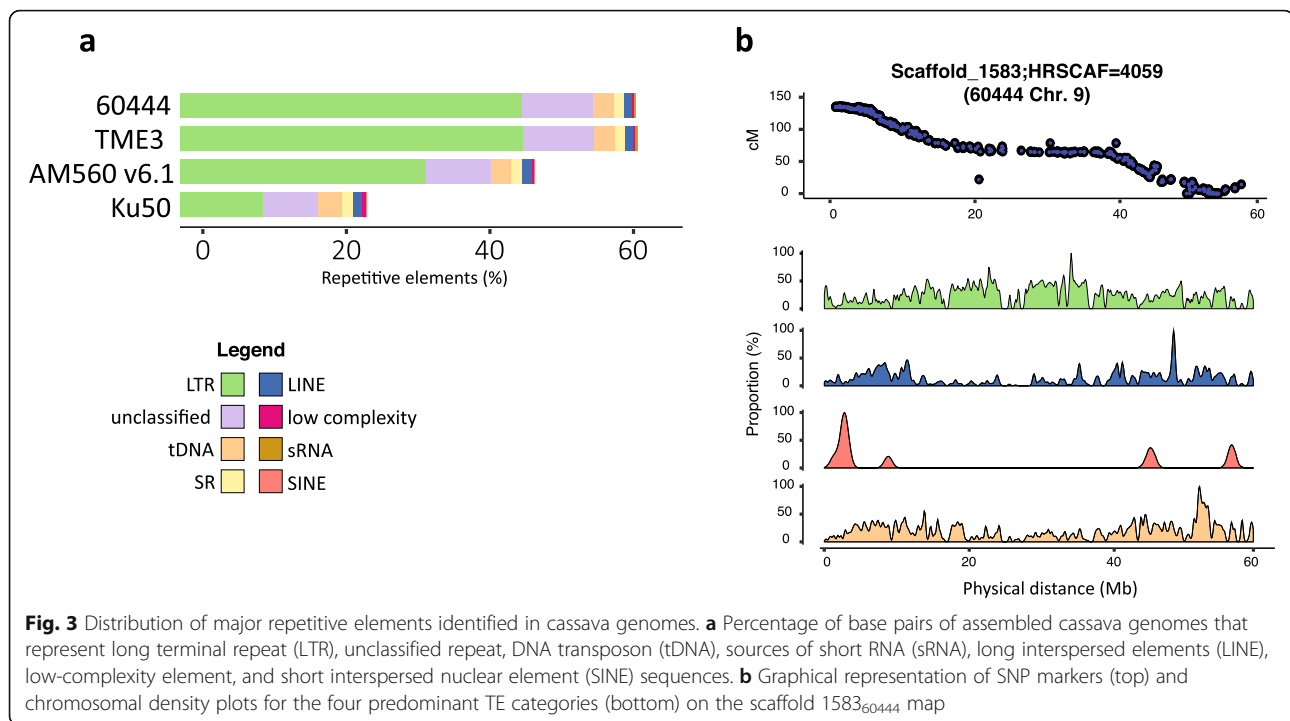 a
60444
TME3
AM560 v6.1
Ku50
0 20 40 60
Repetitive elements (%)
Legend
LTR LINE
unclassified low complexity
tDNA sRNA
SR SINE
b
Scaffold_1583;HRSCAF=4059
(60444 Chr. 9)
150
100
50
0
cM
0 20 40 60
100
50
0
100
50
0
100
50
0
100
50
0
Proportion (%)
0 20 40 60
Physical distance (Mb)
Fig. 3 Distribution of major repetitive elements identified in cassava genomes. a Percentage of base pairs of assembled cassava genomes that
represent long terminal repeat (LTR), unclassified repeat, DNA transposon (tDNA), sources of short RNA (sRNA), long interspersed elements (LINE),
low-complexity element, and short interspersed nuclear element (SINE) sequences. b Graphical representation of SNP markers (top) and
chromosomal density plots for the four predominant TE categories (bottom) on the scaffold 1583₆₀₄₄₄ map